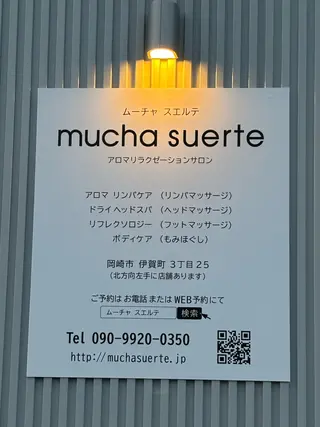 ムーチャ スエルテ
mucha suerte
アロマリラクゼーションサロン
アロマ リンパケア （リンパマッサージ）
ドライヘッドスパ （ヘッドマッサージ）
リフレクソロジー （フットマッサージ）
ボディケア （もみほぐし）
岡崎市 伊賀町 3丁目25
（北方向左手に店舗あります）
ご予約は お電話 または WEB予約にて
ムーチャ スエルテ 検索
Tel 090-9920-0350
http://muchasuerte.jp